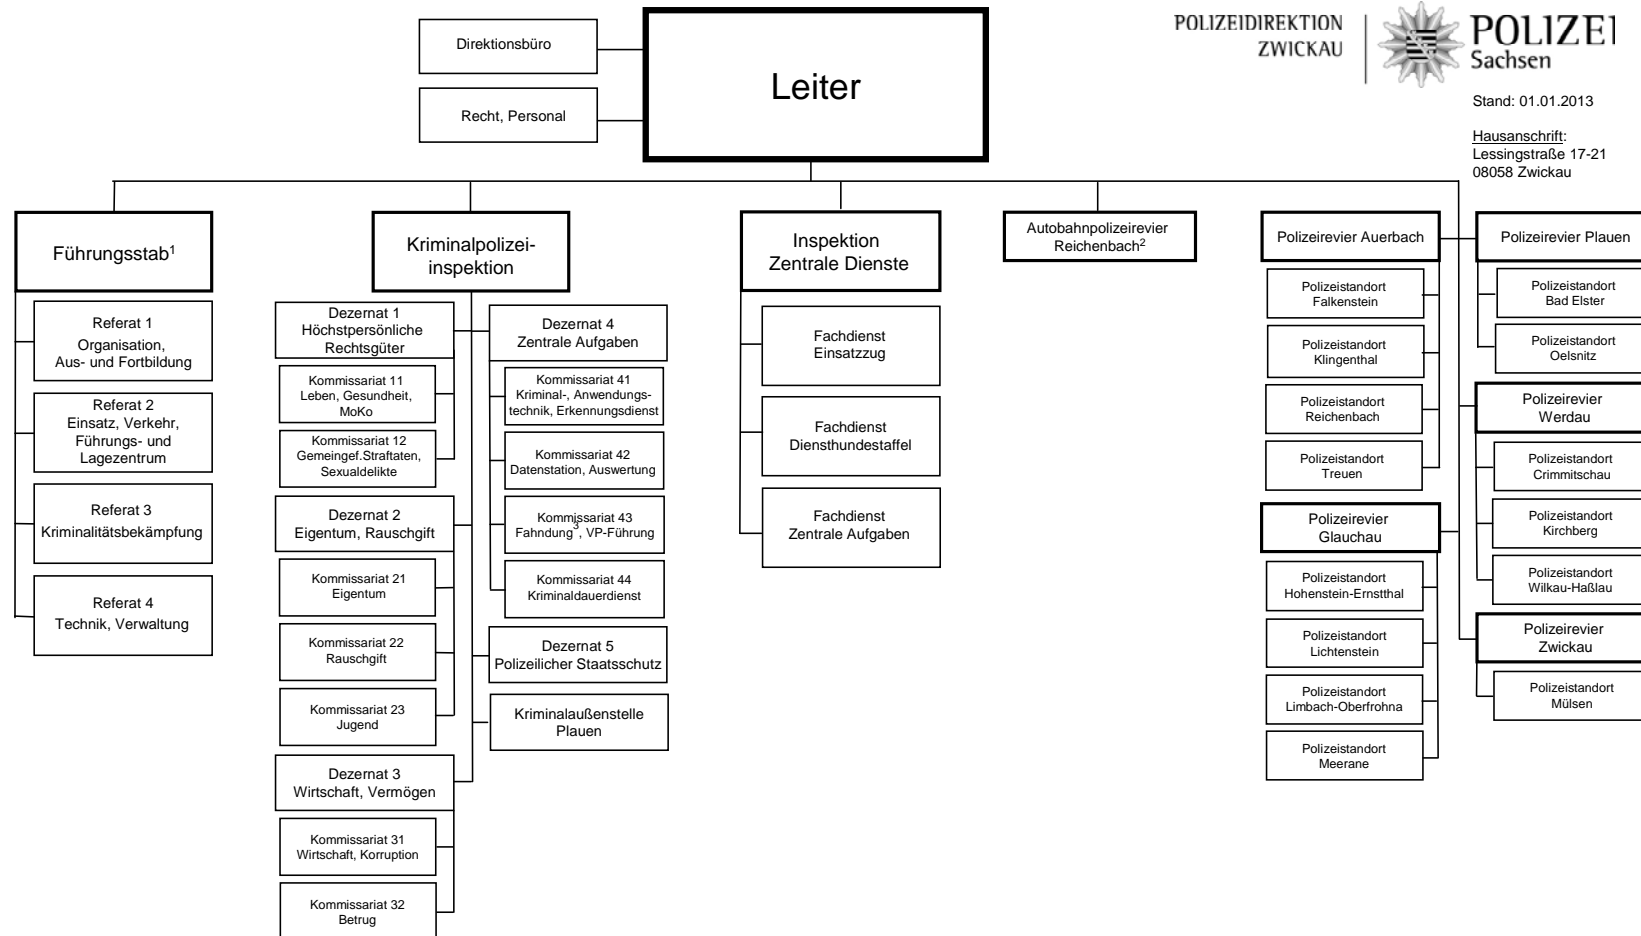 Direktionsbüro
Recht, Personal
Leiter
POLIZEIDIREKTION
ZWICKAU
POLIZEI
Sachsen
Stand: 01.01.2013
Hausanschrift:
Lessingstraße 17-21
08058 Zwickau
Führungsstab¹
Referat 1
Organisation,
Aus- und Fortbildung
Referat 2
Einsatz, Verkehr,
Führungs- und
Lagezentrum
Referat 3
Kriminalitätsbekämpfung
Referat 4
Technik, Verwaltung
Kriminalpolizei-
inspektion
Dezernat 1
Höchstpersönliche
Rechtsgüter
Kommissariat 11
Leben, Gesundheit,
MoKo
Kommissariat 12
Gemeingef.Straftaten,
Sexualdelikte
Dezernat 2
Eigentum, Rauschgift
Kommissariat 21
Eigentum
Kommissariat 22
Rauschgift
Kommissariat 23
Jugend
Dezernat 3
Wirtschaft, Vermögen
Kommissariat 31
Wirtschaft, Korruption
Kommissariat 32
Betrug
Dezernat 4
Zentrale Aufgaben
Kommissariat 41
Kriminal-, Anwendungs-
technik, Erkennungsdienst
Kommissariat 42
Datenstation, Auswertung
Kommissariat 43
Fahndung³, VP-Führung
Kommissariat 44
Kriminaldauerdienst
Dezernat 5
Polizeilicher Staatsschutz
Kriminalaußenstelle
Plauen
Inspektion
Zentrale Dienste
Fachdienst
Einsatzzug
Fachdienst
Diensthundestaffel
Fachdienst
Zentrale Aufgaben
Autobahnpolizeirevier
Reichenbach²
Polizeirevier Auerbach
Polizeistandort
Falkenstein
Polizeistandort
Klingenthal
Polizeistandort
Reichenbach
Polizeistandort
Treuen
Polizeirevier
Glauchau
Polizeistandort
Hohenstein-Ernstthal
Polizeistandort
Lichtenstein
Polizeistandort
Limbach-Oberfrohna
Polizeistandort
Meerane
Polizeirevier Plauen
Polizeistandort
Bad Elster
Polizeistandort
Oelsnitz
Polizeirevier
Werdau
Polizeistandort
Crimmitschau
Polizeistandort
Kirchberg
Polizeistandort
Wilkau-Haßlau
Polizeirevier
Zwickau
Polizeistandort
Mülsen